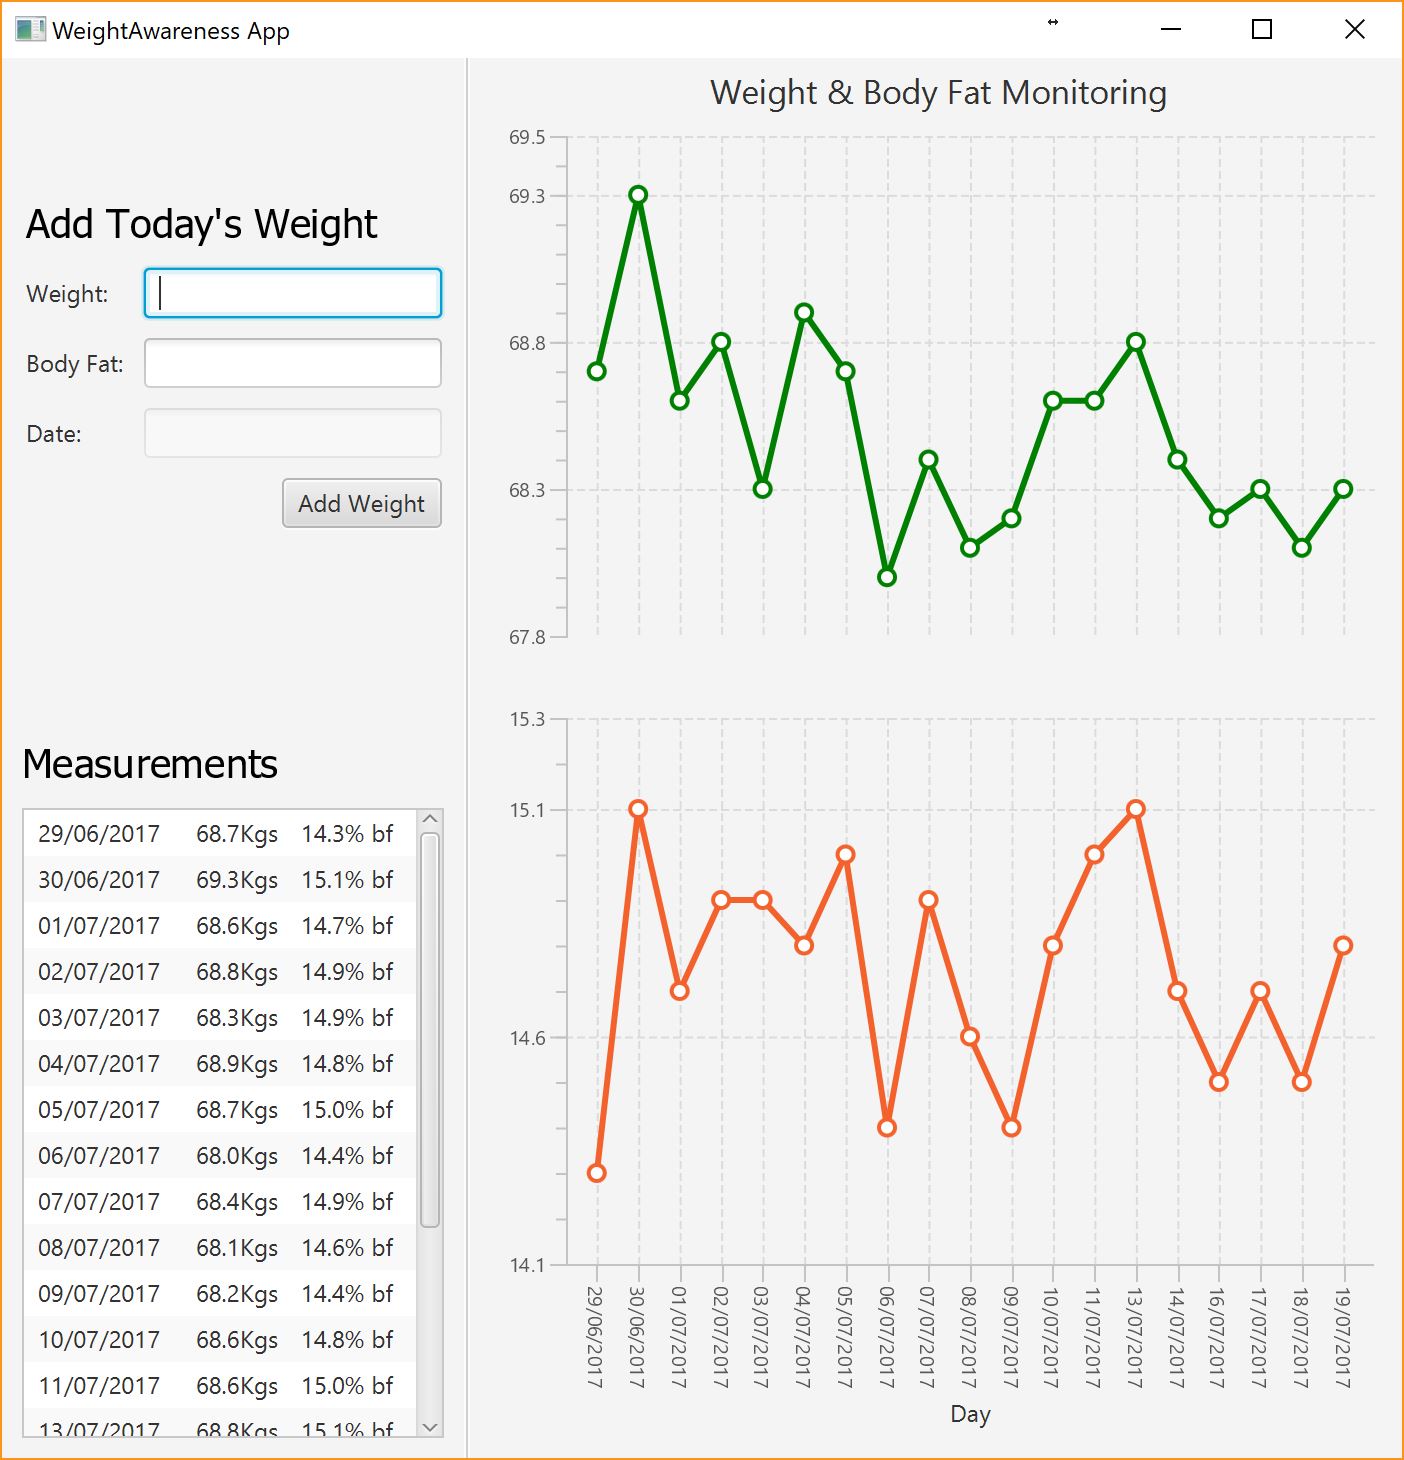 WeightAwareness App
Add Today's Weight
Weight:
Body Fat:
Date:
Add Weight
Measurements
29/06/2017 68.7Kgs 14.3% bf
30/06/2017 69.3Kgs 15.1% bf
01/07/2017 68.6Kgs 14.7% bf
02/07/2017 68.8Kgs 14.9% bf
03/07/2017 68.3Kgs 14.9% bf
04/07/2017 68.9Kgs 14.8% bf
05/07/2017 68.7Kgs 15.0% bf
06/07/2017 68.0Kgs 14.4% bf
07/07/2017 68.4Kgs 14.9% bf
08/07/2017 68.1Kgs 14.6% bf
09/07/2017 68.2Kgs 14.4% bf
10/07/2017 68.6Kgs 14.8% bf
11/07/2017 68.6Kgs 15.0% bf
13/07/2017 68.8Kgs 15.1% bf
Weight & Body Fat Monitoring
69.5
69.3
68.8
68.3
67.8
15.3
15.1
14.6
14.1
29/06/2017
30/06/2017
01/07/2017
02/07/2017
03/07/2017
04/07/2017
05/07/2017
06/07/2017
07/07/2017
08/07/2017
09/07/2017
10/07/2017
11/07/2017
13/07/2017
14/07/2017
16/07/2017
17/07/2017
18/07/2017
19/07/2017
Day